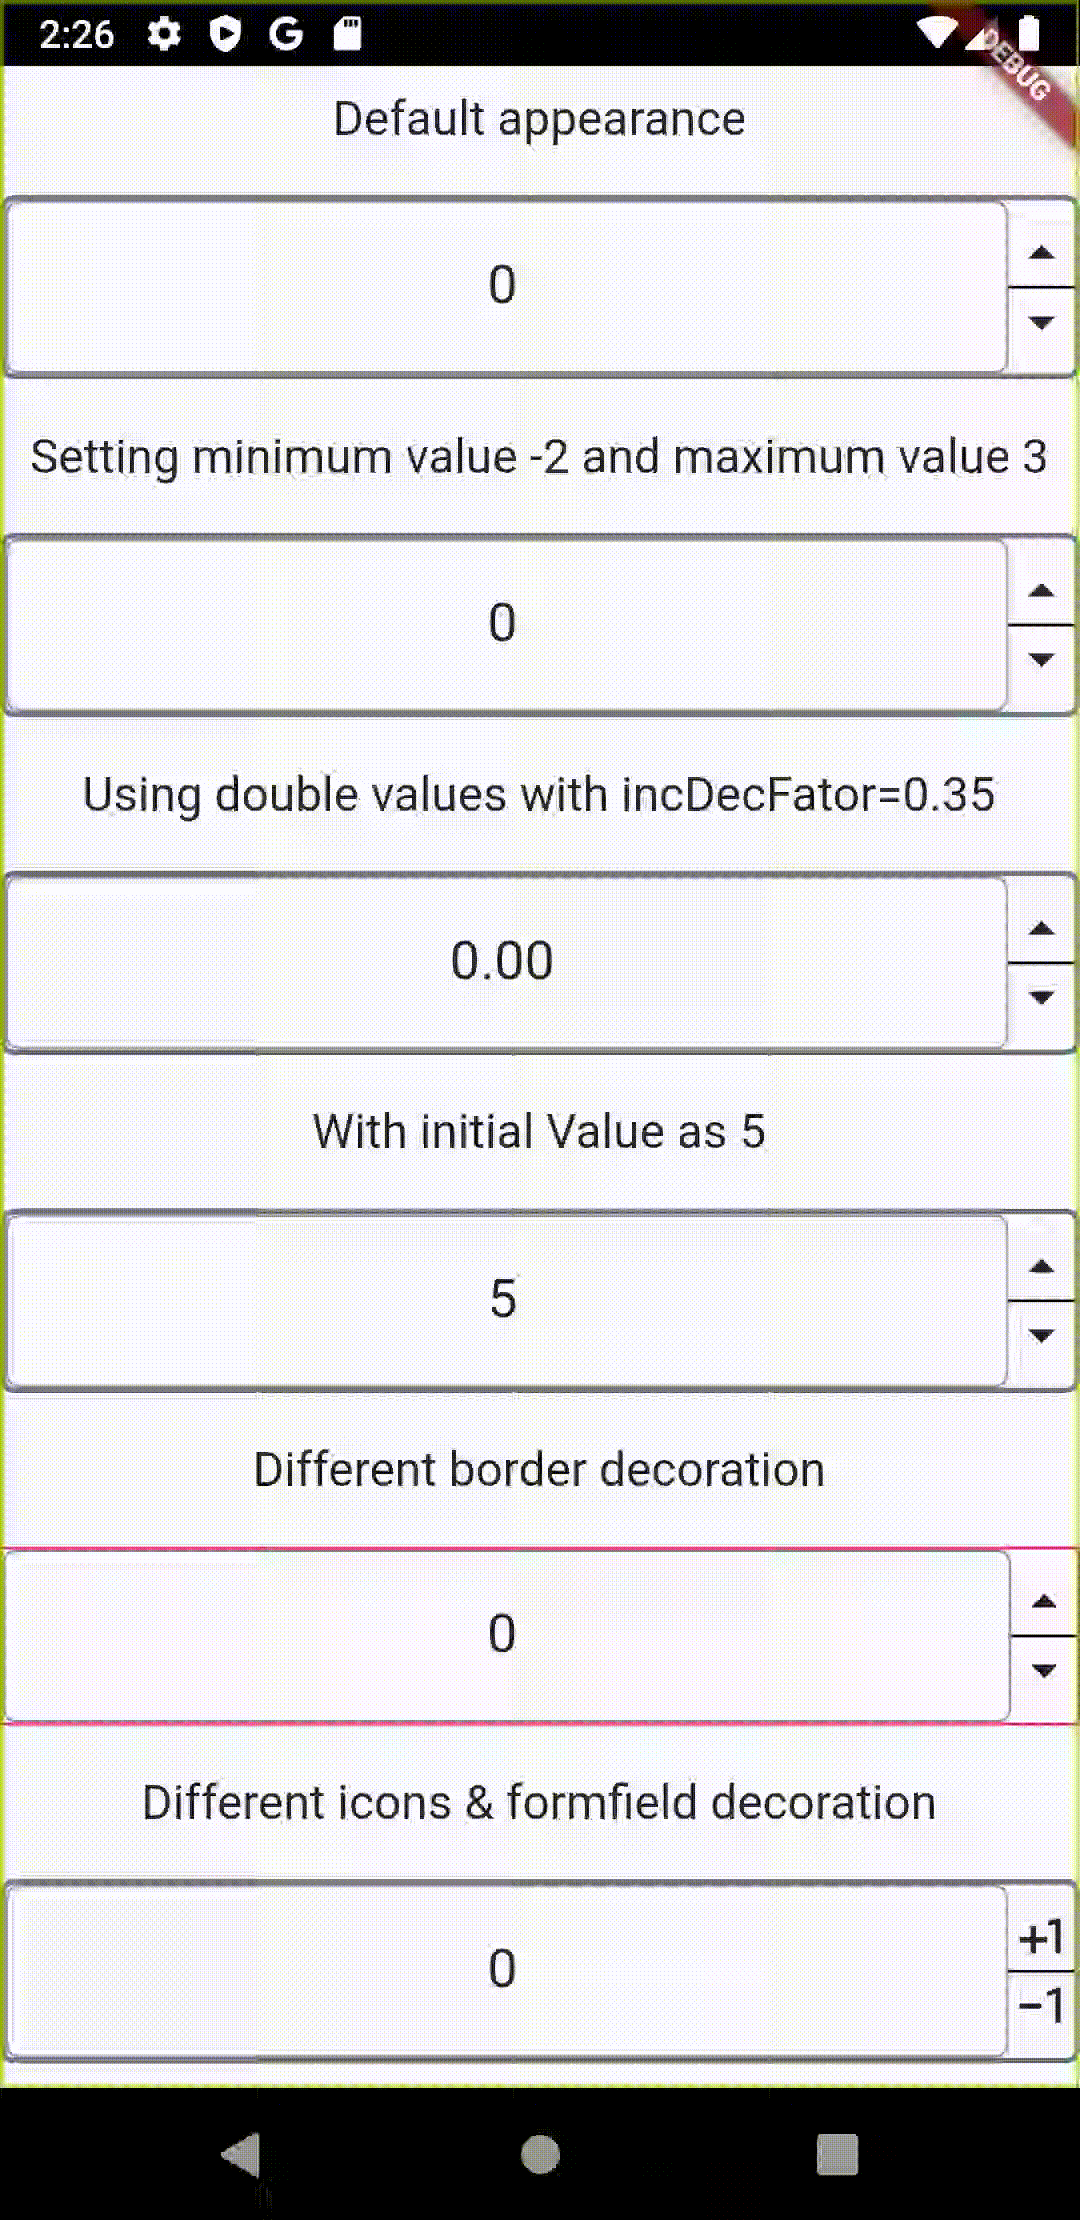 2:26
DEBUG
Default appearance
0
Setting minimum value -2 and maximum value 3
0
Using double values with incDecFator=0.35
0.00
With initial Value as 5
5
Different border decoration
0
Different icons & formfield decoration
0
+1
−1